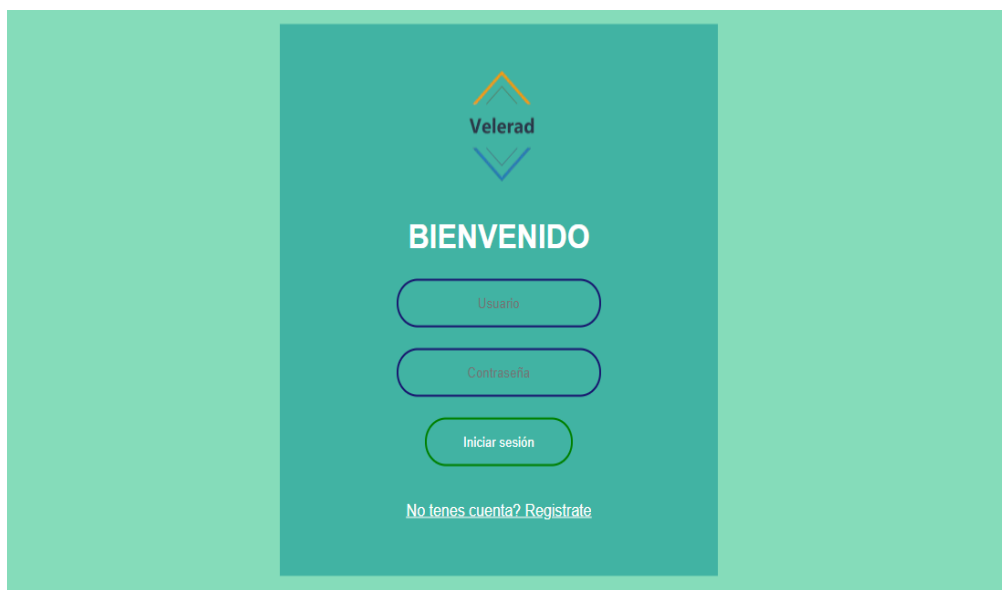 Velerad
BIENVENIDO
Usuario
Contraseña
Iniciar sesión
No tenes cuenta? Registrate